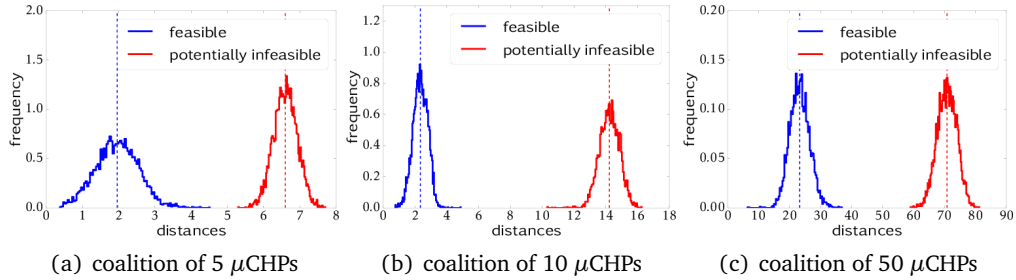 2.0
1.5
1.0
0.5
0.0
frequency
feasible
potentially infeasible
0 1 2 3 4 5 6 7 8
distances
(a) coalition of 5 μCHPs
1.2
1.0
0.8
0.6
0.4
0.2
0.0
frequency
feasible
potentially infeasible
0 2 4 6 8 10 12 14 16 18
distances
(b) coalition of 10 μCHPs
0.20
0.15
0.10
0.05
0.00
frequency
feasible
potentially infeasible
0 10 20 30 40 50 60 70 80 90
distances
(c) coalition of 50 μCHPs